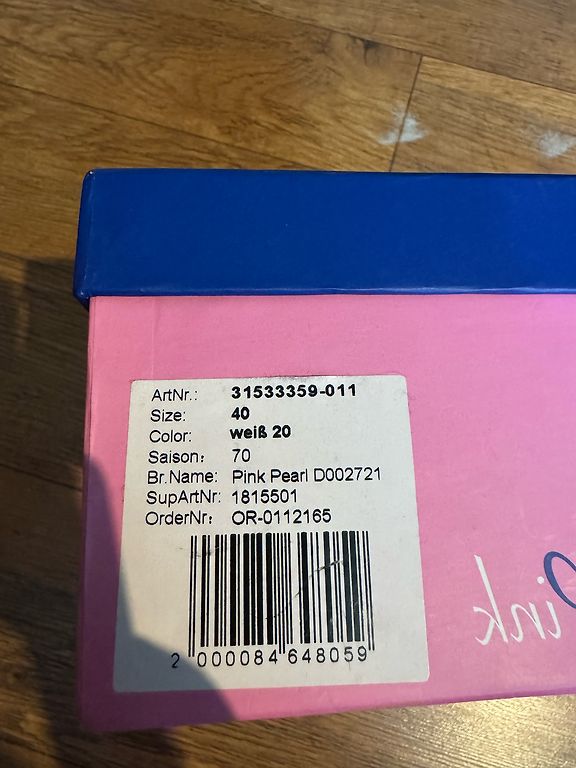 ArtNr.: 31533359-011
Size: 40
Color: weiß 20
Saison: 70
Br.Name: Pink Pearl D002721
SupArtNr: 1815501
OrderNr: OR-0112165
2 000084 648059
Pink